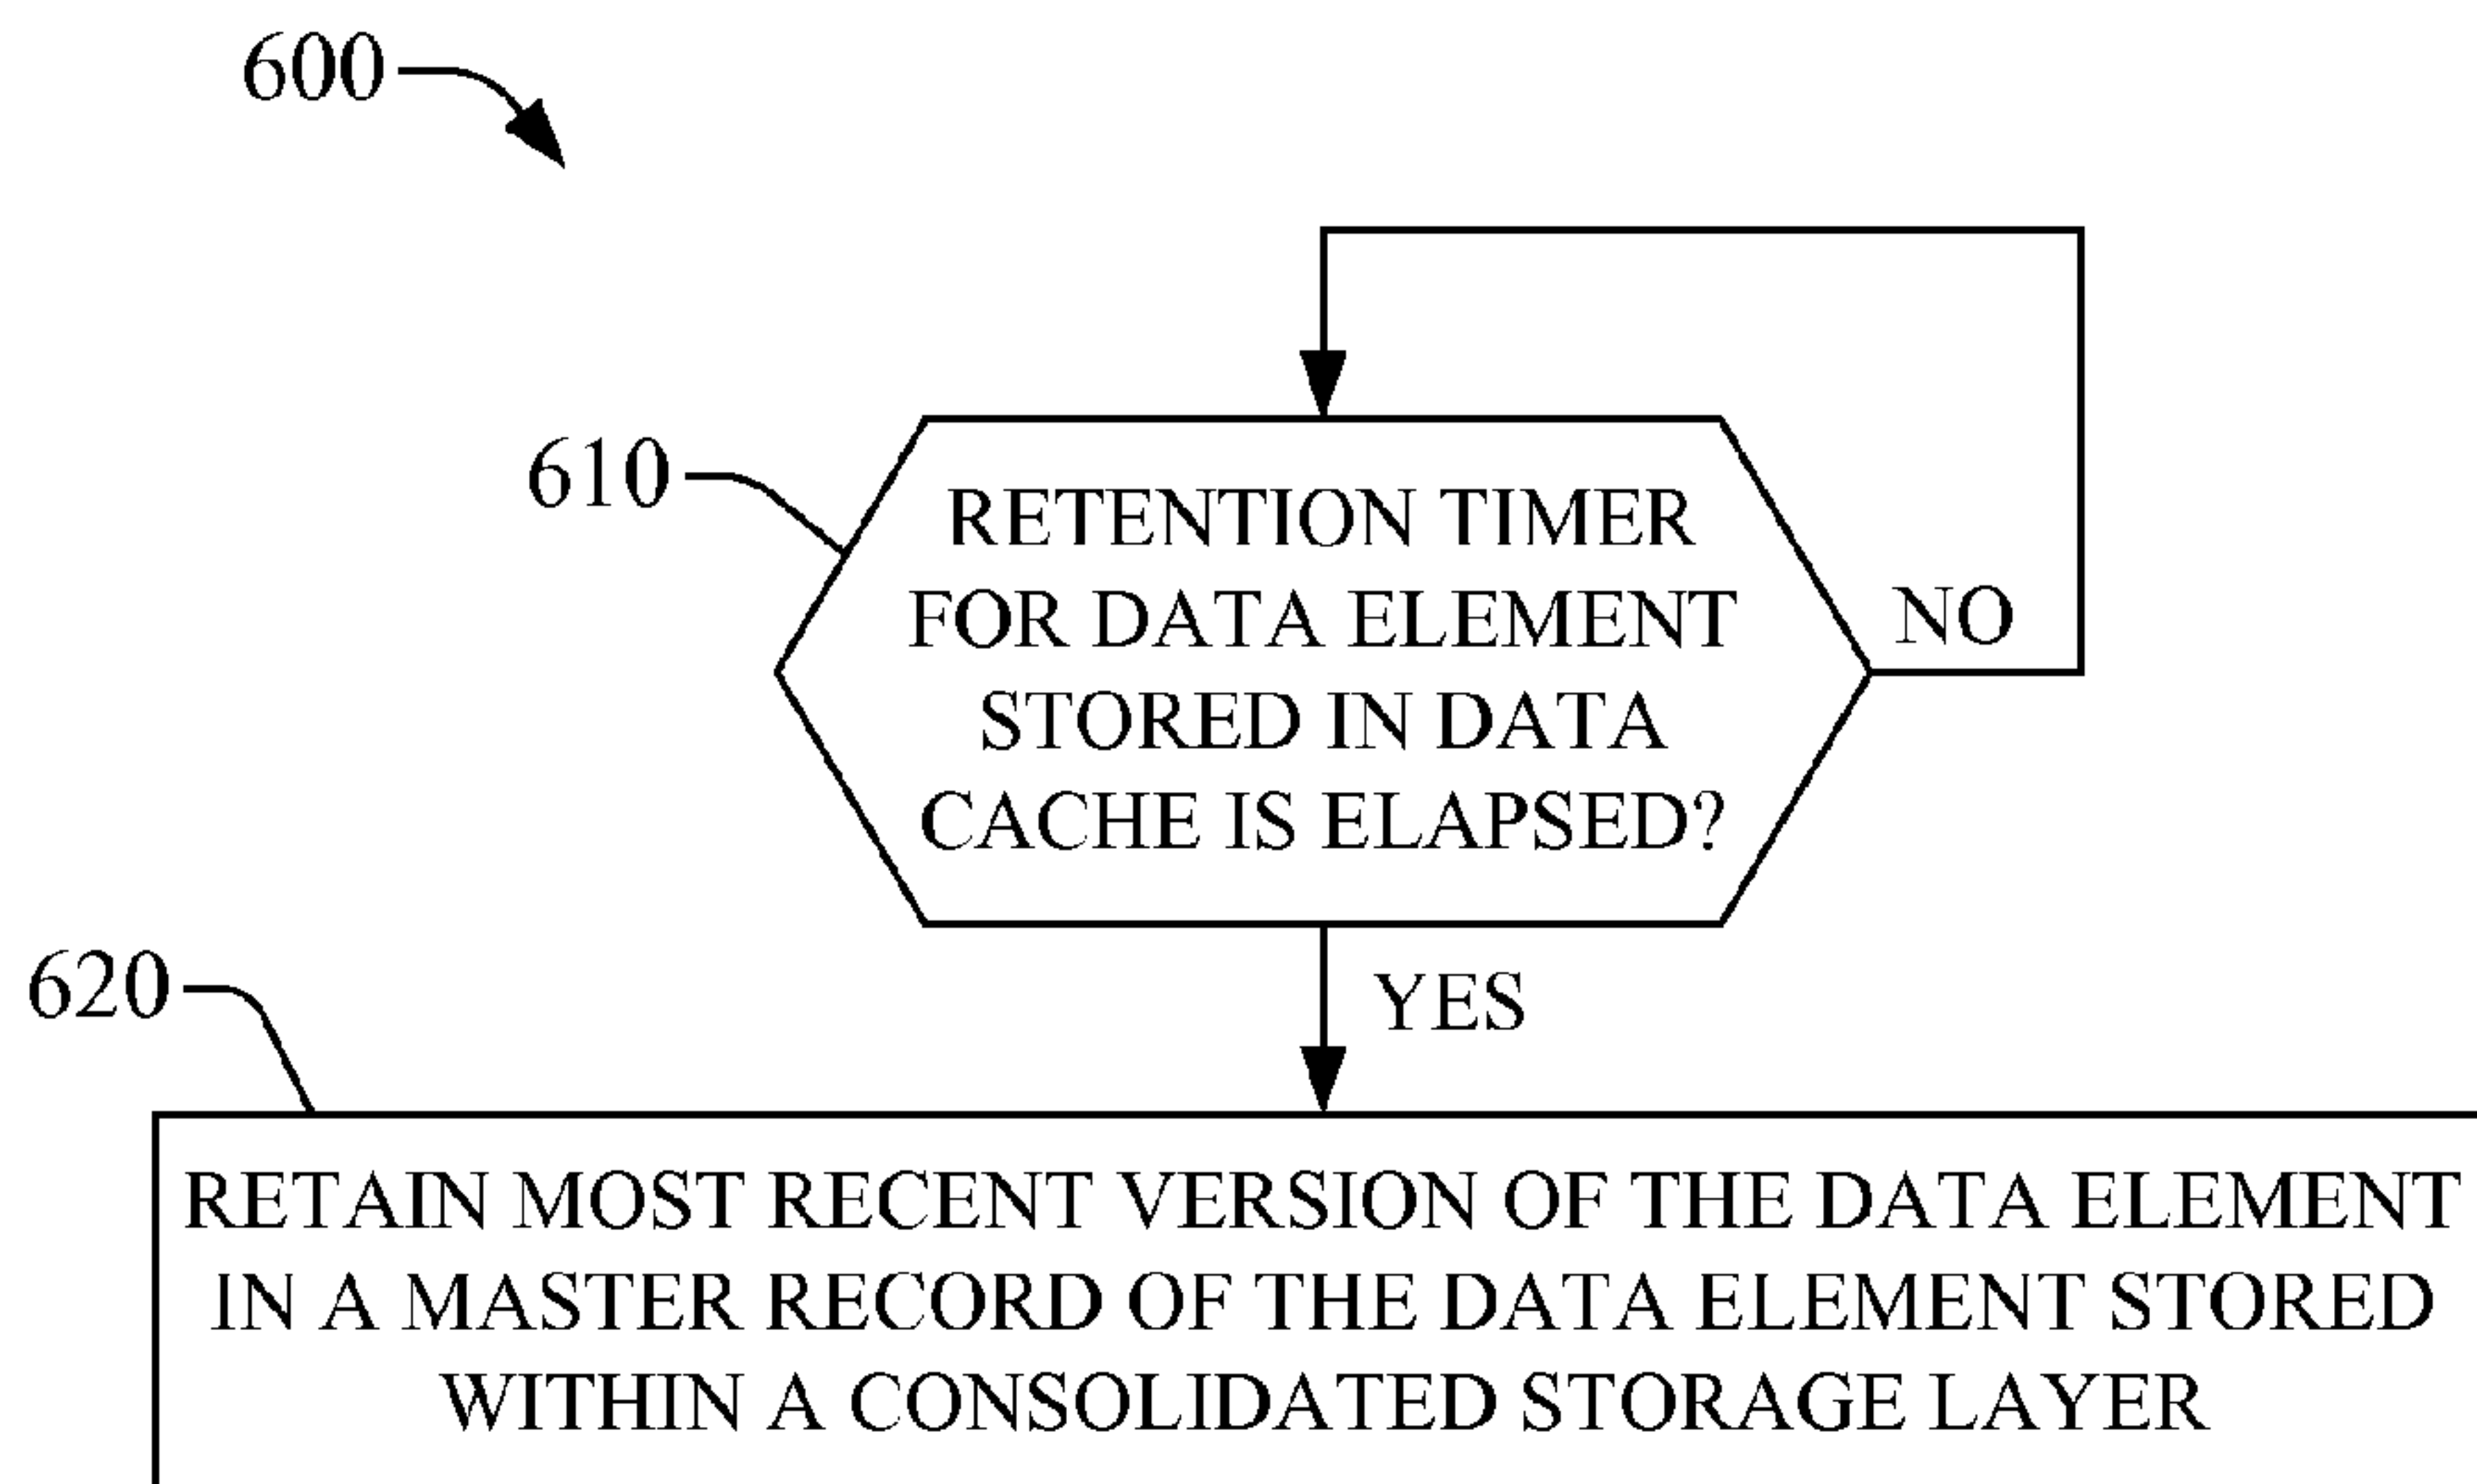 600
610
RETENTION TIMER
FOR DATA ELEMENT
STORED IN DATA
CACHE IS ELAPSED?
NO
YES
620
RETAIN MOST RECENT VERSION OF THE DATA ELEMENT
IN A MASTER RECORD OF THE DATA ELEMENT STORED
WITHIN A CONSOLIDATED STORAGE LAYER